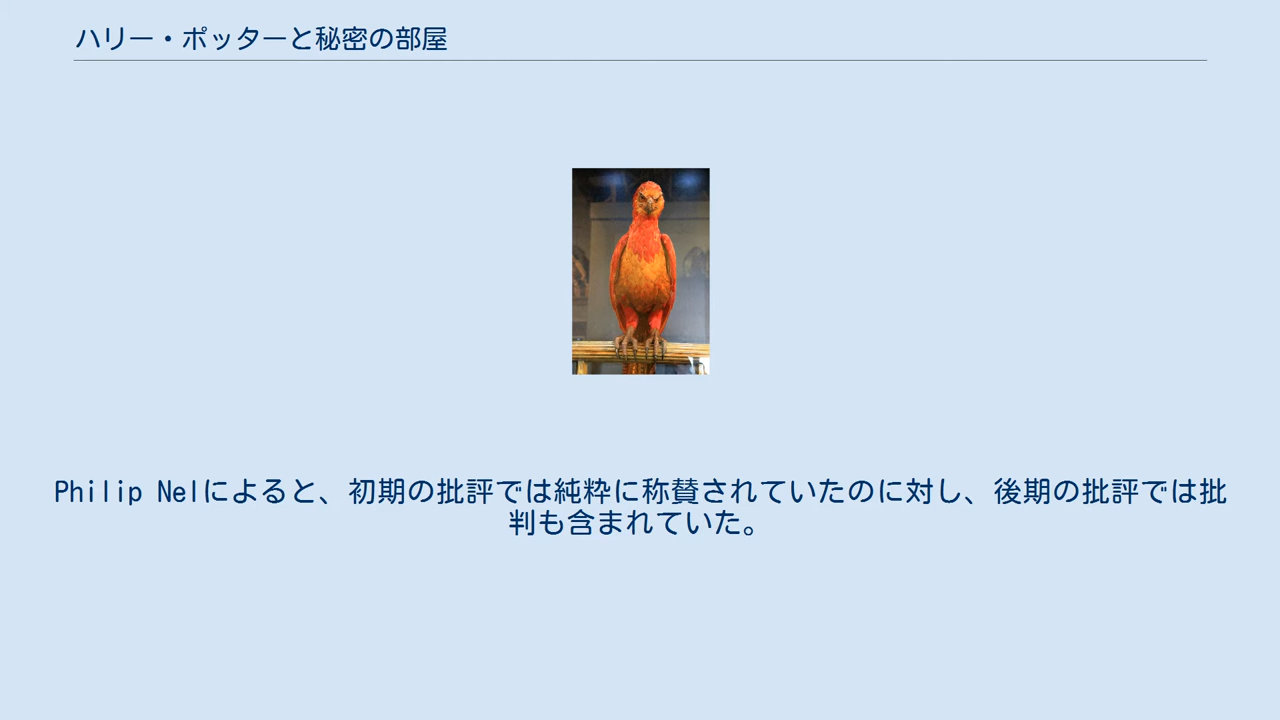 ハリー・ポッターと秘密の部屋
Philip Nelによると、初期の批評では純粋に称賛されていたのに対し、後期の批評では批
判も含まれていた。